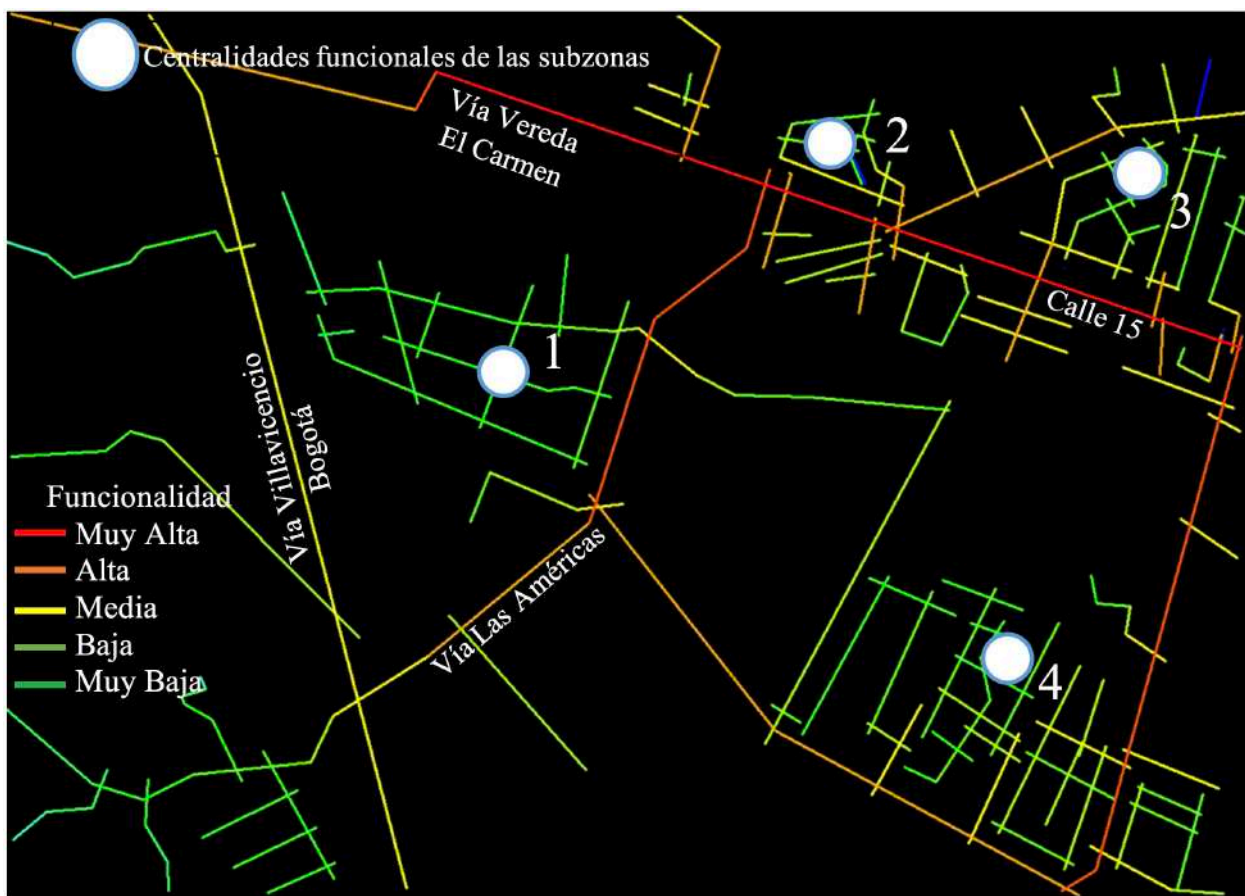 Centralidades funcionales de las subzonas
Vía Vereda
El Carmen
2
3
Calle 15
1
Vía Villavicencio
Bogotá
Funcionalidad
Muy Alta
Alta
Media
Baja
Muy Baja
Vía Las Américas
4